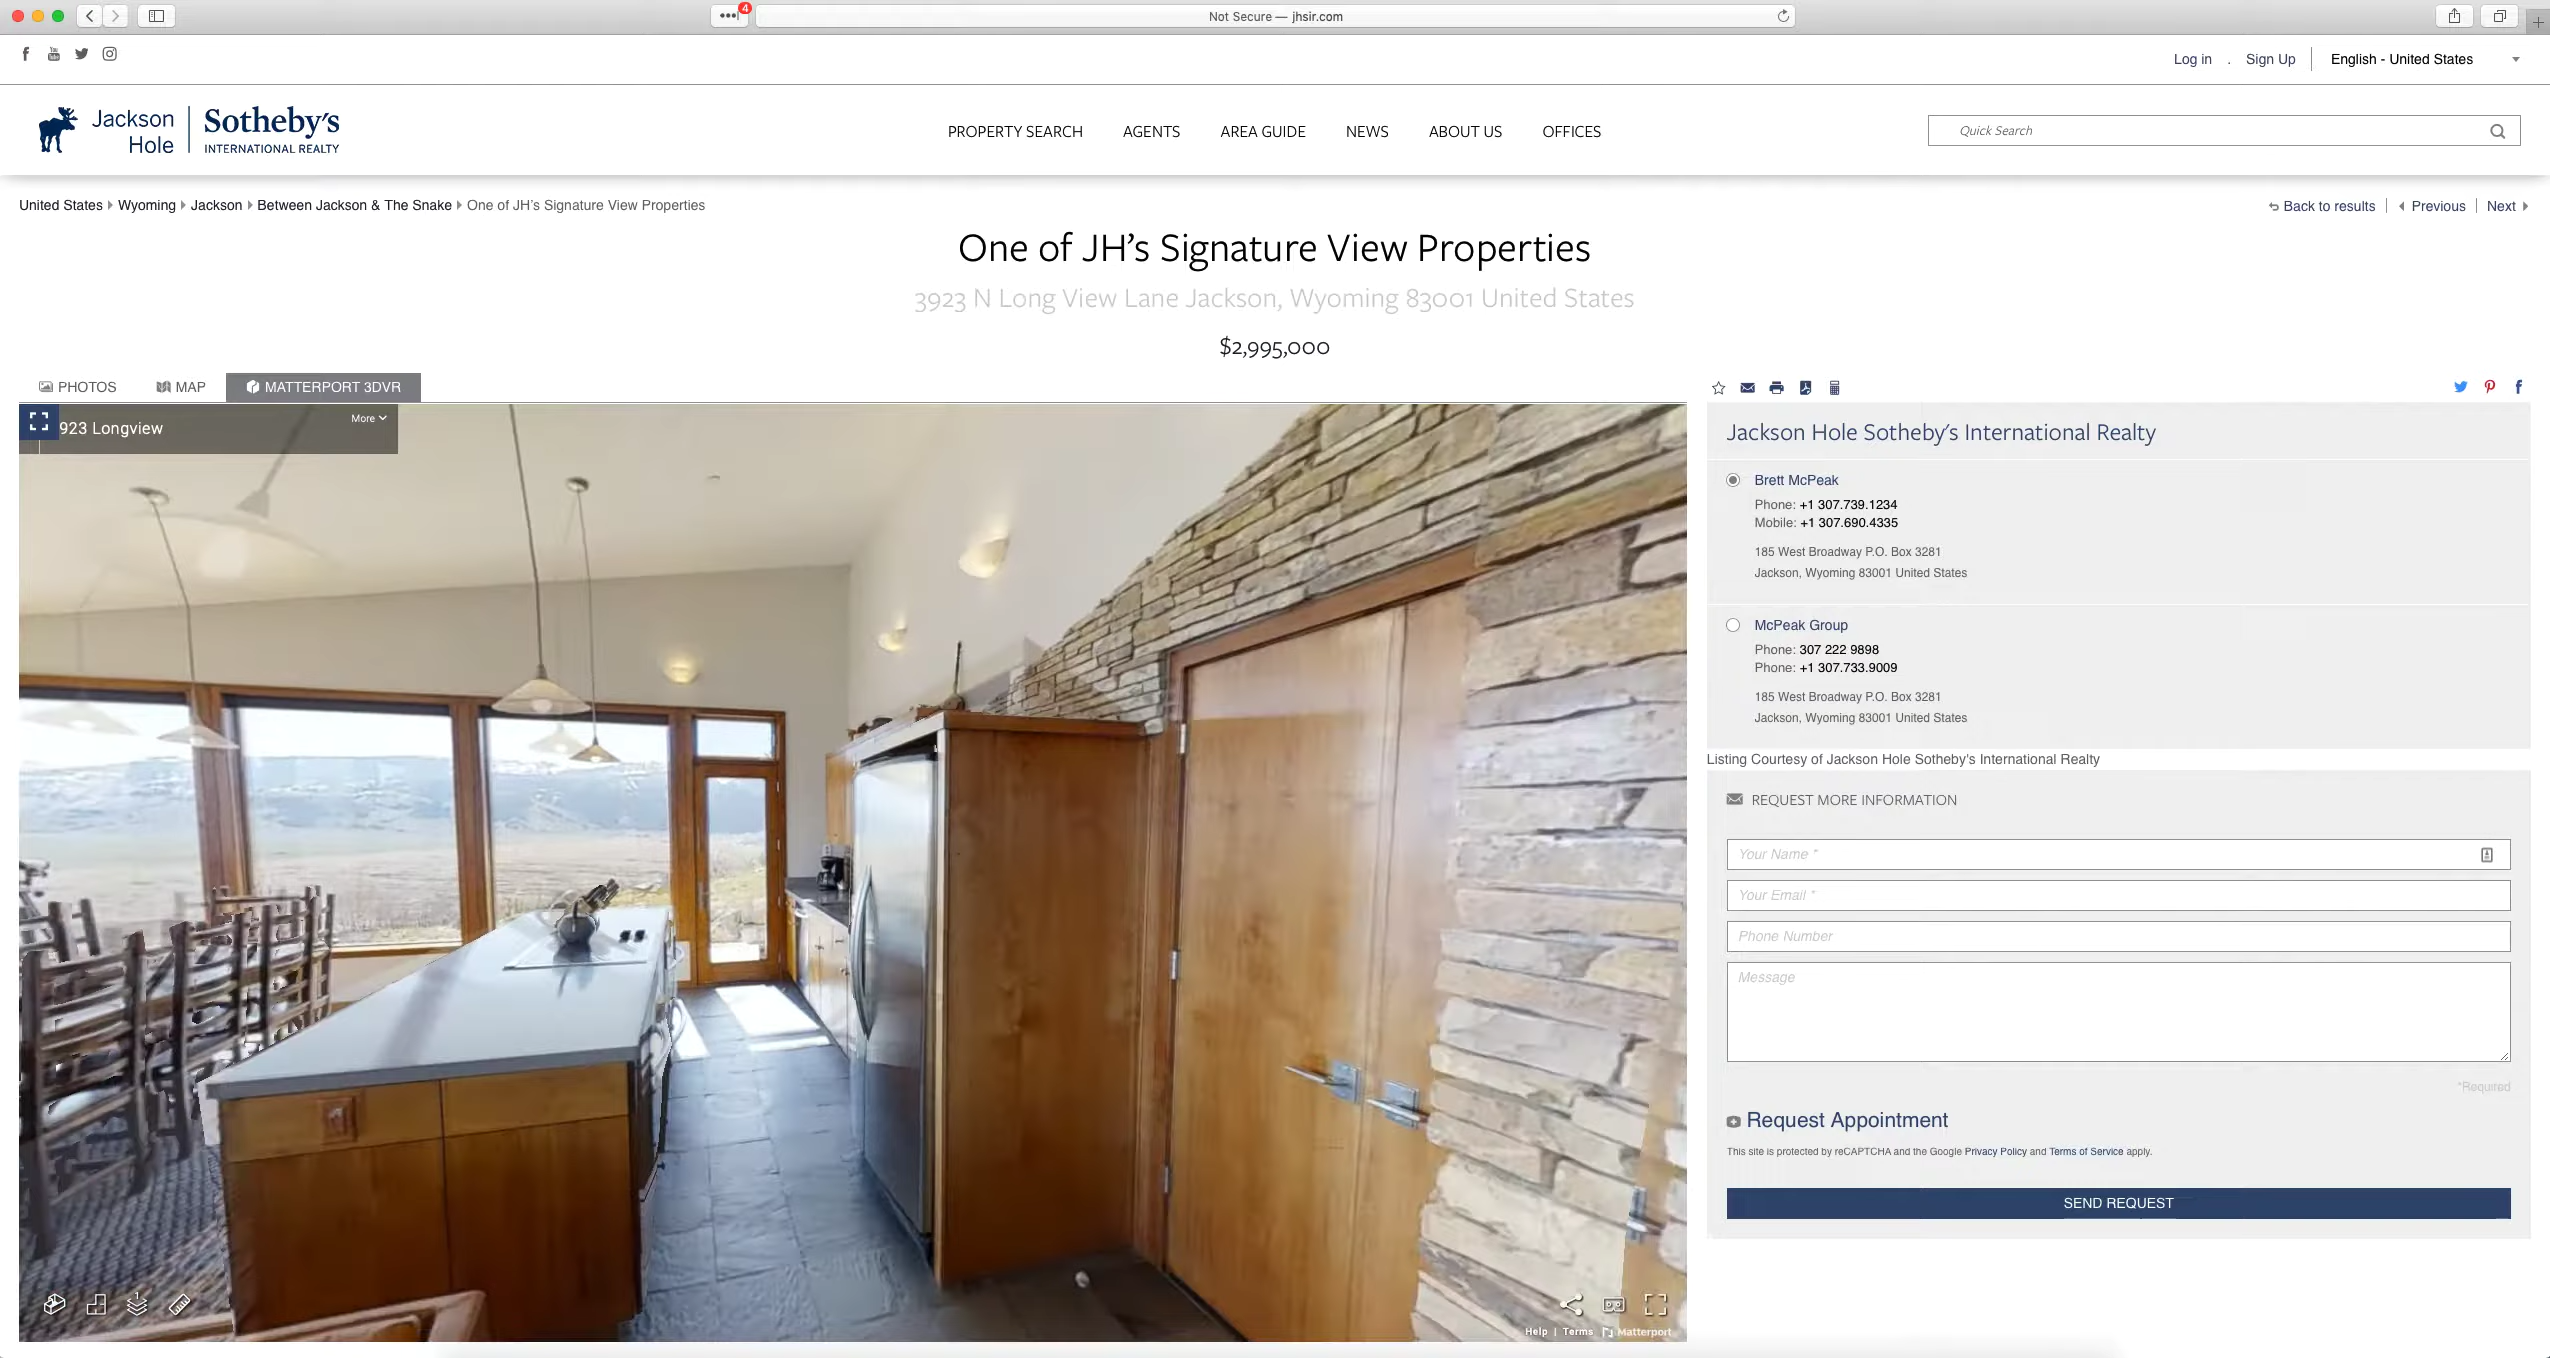 4
Not Secure — jhsir.com
Log in . Sign Up
English - United States
Jackson Hole
Sotheby's
INTERNATIONAL REALTY
PROPERTY SEARCH AGENTS AREA GUIDE NEWS ABOUT US OFFICES
Quick Search
United States Wyoming Jackson Between Jackson & The Snake One of JH's Signature View Properties
Back to results Previous Next
One of JH's Signature View Properties
3923 N Long View Lane Jackson, Wyoming 83001 United States
$2,995,000
PHOTOS MAP MATTERPORT 3DVR
923 Longview
More
Help | Terms Matterport
Jackson Hole Sotheby's International Realty
Brett McPeak
Phone: +1 307.739.1234
Mobile: +1 307.690.4335
185 West Broadway P.O. Box 3281
Jackson, Wyoming 83001 United States
McPeak Group
Phone: 307 222 9898
Phone: +1 307.733.9009
185 West Broadway P.O. Box 3281
Jackson, Wyoming 83001 United States
Listing Courtesy of Jackson Hole Sotheby's International Realty
REQUEST MORE INFORMATION
Your Name *
Your Email *
Phone Number
Message
*Required
Request Appointment
This site is protected by reCAPTCHA and the Google Privacy Policy and Terms of Service apply.
SEND REQUEST